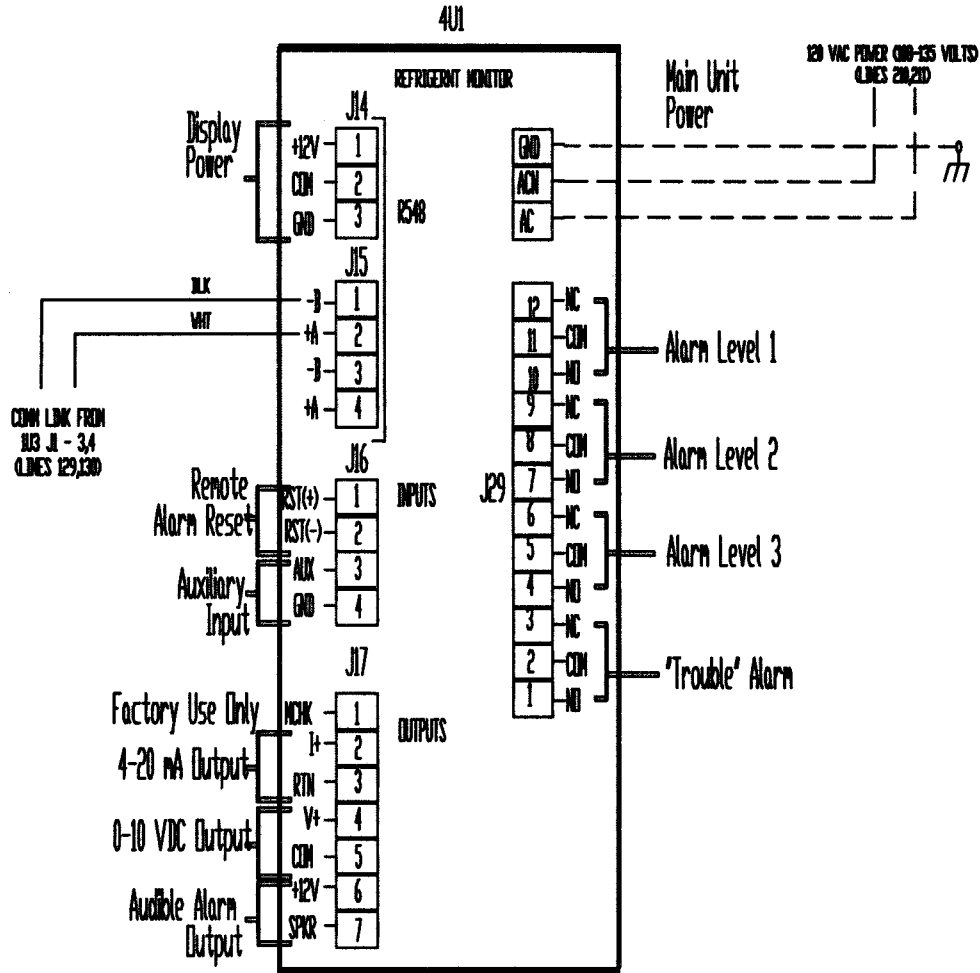 4U1
REFRIGERNT MONITOR
120 VAC POWER (100-135 VOLTS)
(LINES 210,211)
Main Unit
Power
Display
Power
J14
+12V 1
COM 2
GND 3
R548
GND
ACN
AC
J15
BLK
-B 1
WHT
+A 2
-B 3
+A 4
COMM LINK FROM
1U3 J1 - 3,4
(LINES 129,130)
12 NC
11 COM
10 NO
Alarm Level 1
9 NC
8 COM
7 NO
Alarm Level 2
J29
6 NC
5 COM
4 NO
Alarm Level 3
3 NC
2 COM
1 NO
"Trouble" Alarm
J16
INPUTS
Remote
Alarm Reset
RST(+) 1
RST(-) 2
Auxiliary
Input
AUX 3
GND 4
J17
OUTPUTS
Factory Use Only
MCHK 1
4-20 mA Output
I+ 2
RTN 3
0-10 VDC Output
V+ 4
COM 5
Audible Alarm
Output
+12V 6
SPKR 7